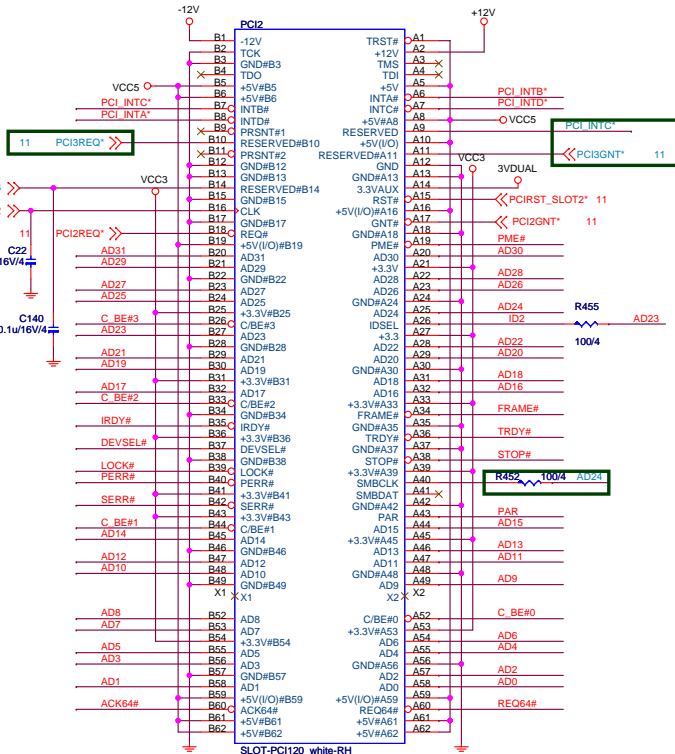 -12V
+12V
PCI2
B1 -12V TRST# A1
B2 TCK +12V A2
B3 GND#B3 TMS A3
B4 TDO TDI A4
VCC5 B5 +5V#B5 +5V A5
B6 +5V#B6 INTA# A6 PCI_INTB*
PCI_INTC* B7 INTB# INTC# A7 PCI_INTD*
PCI_INTA* B8 INTD# +5V#A8 A8 VCC5
B9 PRSNT#1 RESERVED A9 PCI_INTC*
11 PCI3REQ* B10 RESERVED#B10 +5V(I/O) A10
B11 PRSNT#2 RESERVED#A11 A11 PCI3GNT* 11
B12 GND#B12 GND A12 VCC3
B13 GND#B13 GND#A13 A13 3VDUAL
VCC3 B14 RESERVED#B14 3.3VAUX A14
B15 GND#B15 RST# A15 PCIRST_SLOT2* 11
B16 CLK +5V(I/O)#A16 A16
B17 GND#B17 GNT# A17 PCI2GNT* 11
11 PCI2REQ* B18 REQ# GND#A18 A18
B19 +5V(I/O)#B19 PME# A19 PME#
C22 AD31 B20 AD31 AD30 A20 AD30
16V/4 AD29 B21 AD29 +3.3V A21
B22 GND#B22 AD28 A22 AD28
AD27 B23 AD27 AD26 A23 AD26
AD25 B24 AD25 GND#A24 A24
B25 +3.3V#B25 AD24 A25 AD24 R455
C140 C_BE#3 B26 C/BE#3 IDSEL A26 ID2 AD23
0.1u/16V/4 AD23 B27 AD23 +3.3 A27 100/4
B28 GND#B28 AD22 A28 AD22
AD21 B29 AD21 AD20 A29 AD20
AD19 B30 AD19 GND#A30 A30
B31 +3.3V#B31 AD18 A31 AD18
AD17 B32 AD17 AD16 A32 AD16
C_BE#2 B33 C/BE#2 +3.3V#A33 A33
B34 GND#B34 FRAME# A34 FRAME#
IRDY# B35 IRDY# GND#A35 A35
B36 +3.3V#B36 TRDY# A36 TRDY#
DEVSEL# B37 DEVSEL# GND#A37 A37
B38 GND#B38 STOP# A38 STOP#
LOCK# B39 LOCK# +3.3V#A39 A39
PERR# B40 PERR# SMBCLK A40 R452 100/4 AD24
B41 +3.3V#B41 SMBDAT A41
SERR# B42 SERR# GND#A42 A42
B43 +3.3V#B43 PAR A43 PAR
C_BE#1 B44 C/BE#1 AD15 A44 AD15
AD14 B45 AD14 +3.3V#A45 A45
B46 GND#B46 AD13 A46 AD13
AD12 B47 AD12 AD11 A47 AD11
AD10 B48 AD10 GND#A48 A48
B49 GND#B49 AD9 A49 AD9
X1 X1 X2 X2
AD8 B52 AD8 C/BE#0 A52 C_BE#0
AD7 B53 AD7 +3.3V#A53 A53
B54 +3.3V#B54 AD6 A54 AD6
AD5 B55 AD5 AD4 A55 AD4
AD3 B56 AD3 GND#A56 A56
B57 GND#B57 AD2 A57 AD2
AD1 B58 AD1 AD0 A58 AD0
B59 +5V(I/O)#B59 +5V(I/O)#A59 A59
ACK64# B60 ACK64# REQ64# A60 REQ64#
B61 +5V#B61 +5V#A61 A61
B62 +5V#B62 +5V#A62 A62
SLOT-PCI120_white-RH